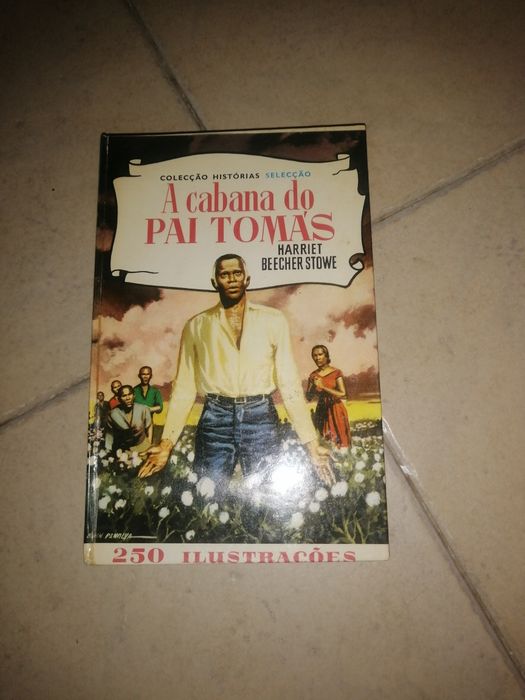 COLECÇÃO HISTÓRIAS SELECÇÃO
A cabana do
PAI TOMÁS
HARRIET
BEECHER STOWE
250 ILUSTRAÇÕES